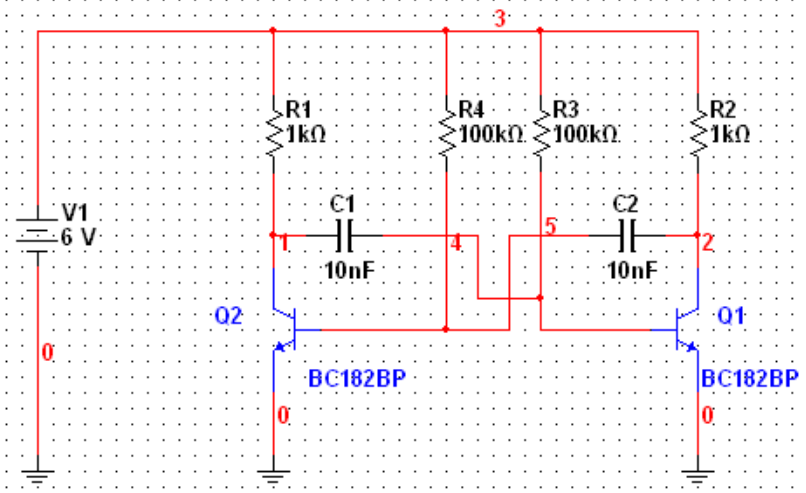 3
R1
1kΩ
R4
100kΩ
R3
100kΩ
R2
1kΩ
V1
6 V
C1
10nF
C2
10nF
1
4
5
2
Q2
BC182BP
Q1
BC182BP
0
0
0